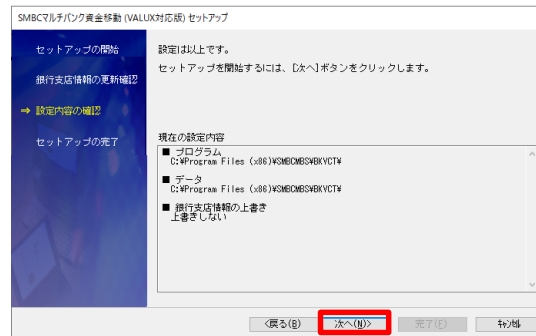 SMBCマルチバンク資金移動 (VALUX対応版) セットアップ
セットアップの開始
銀行支店情報の更新確認
⇒ 設定内容の確認
セットアップの完了
設定は以上です。
セットアップを開始するには、[次へ]ボタンをクリックします。
現在の設定内容
■ プログラム
C:¥Program Files (x86)¥SMBCMBS¥BKVCT¥
■ データ
C:¥Program Files (x86)¥SMBCMBS¥BKVCT¥
■ 銀行支店情報の上書き
上書きしない
<戻る(B)
次へ(N)>
完了(F)
キャンセル